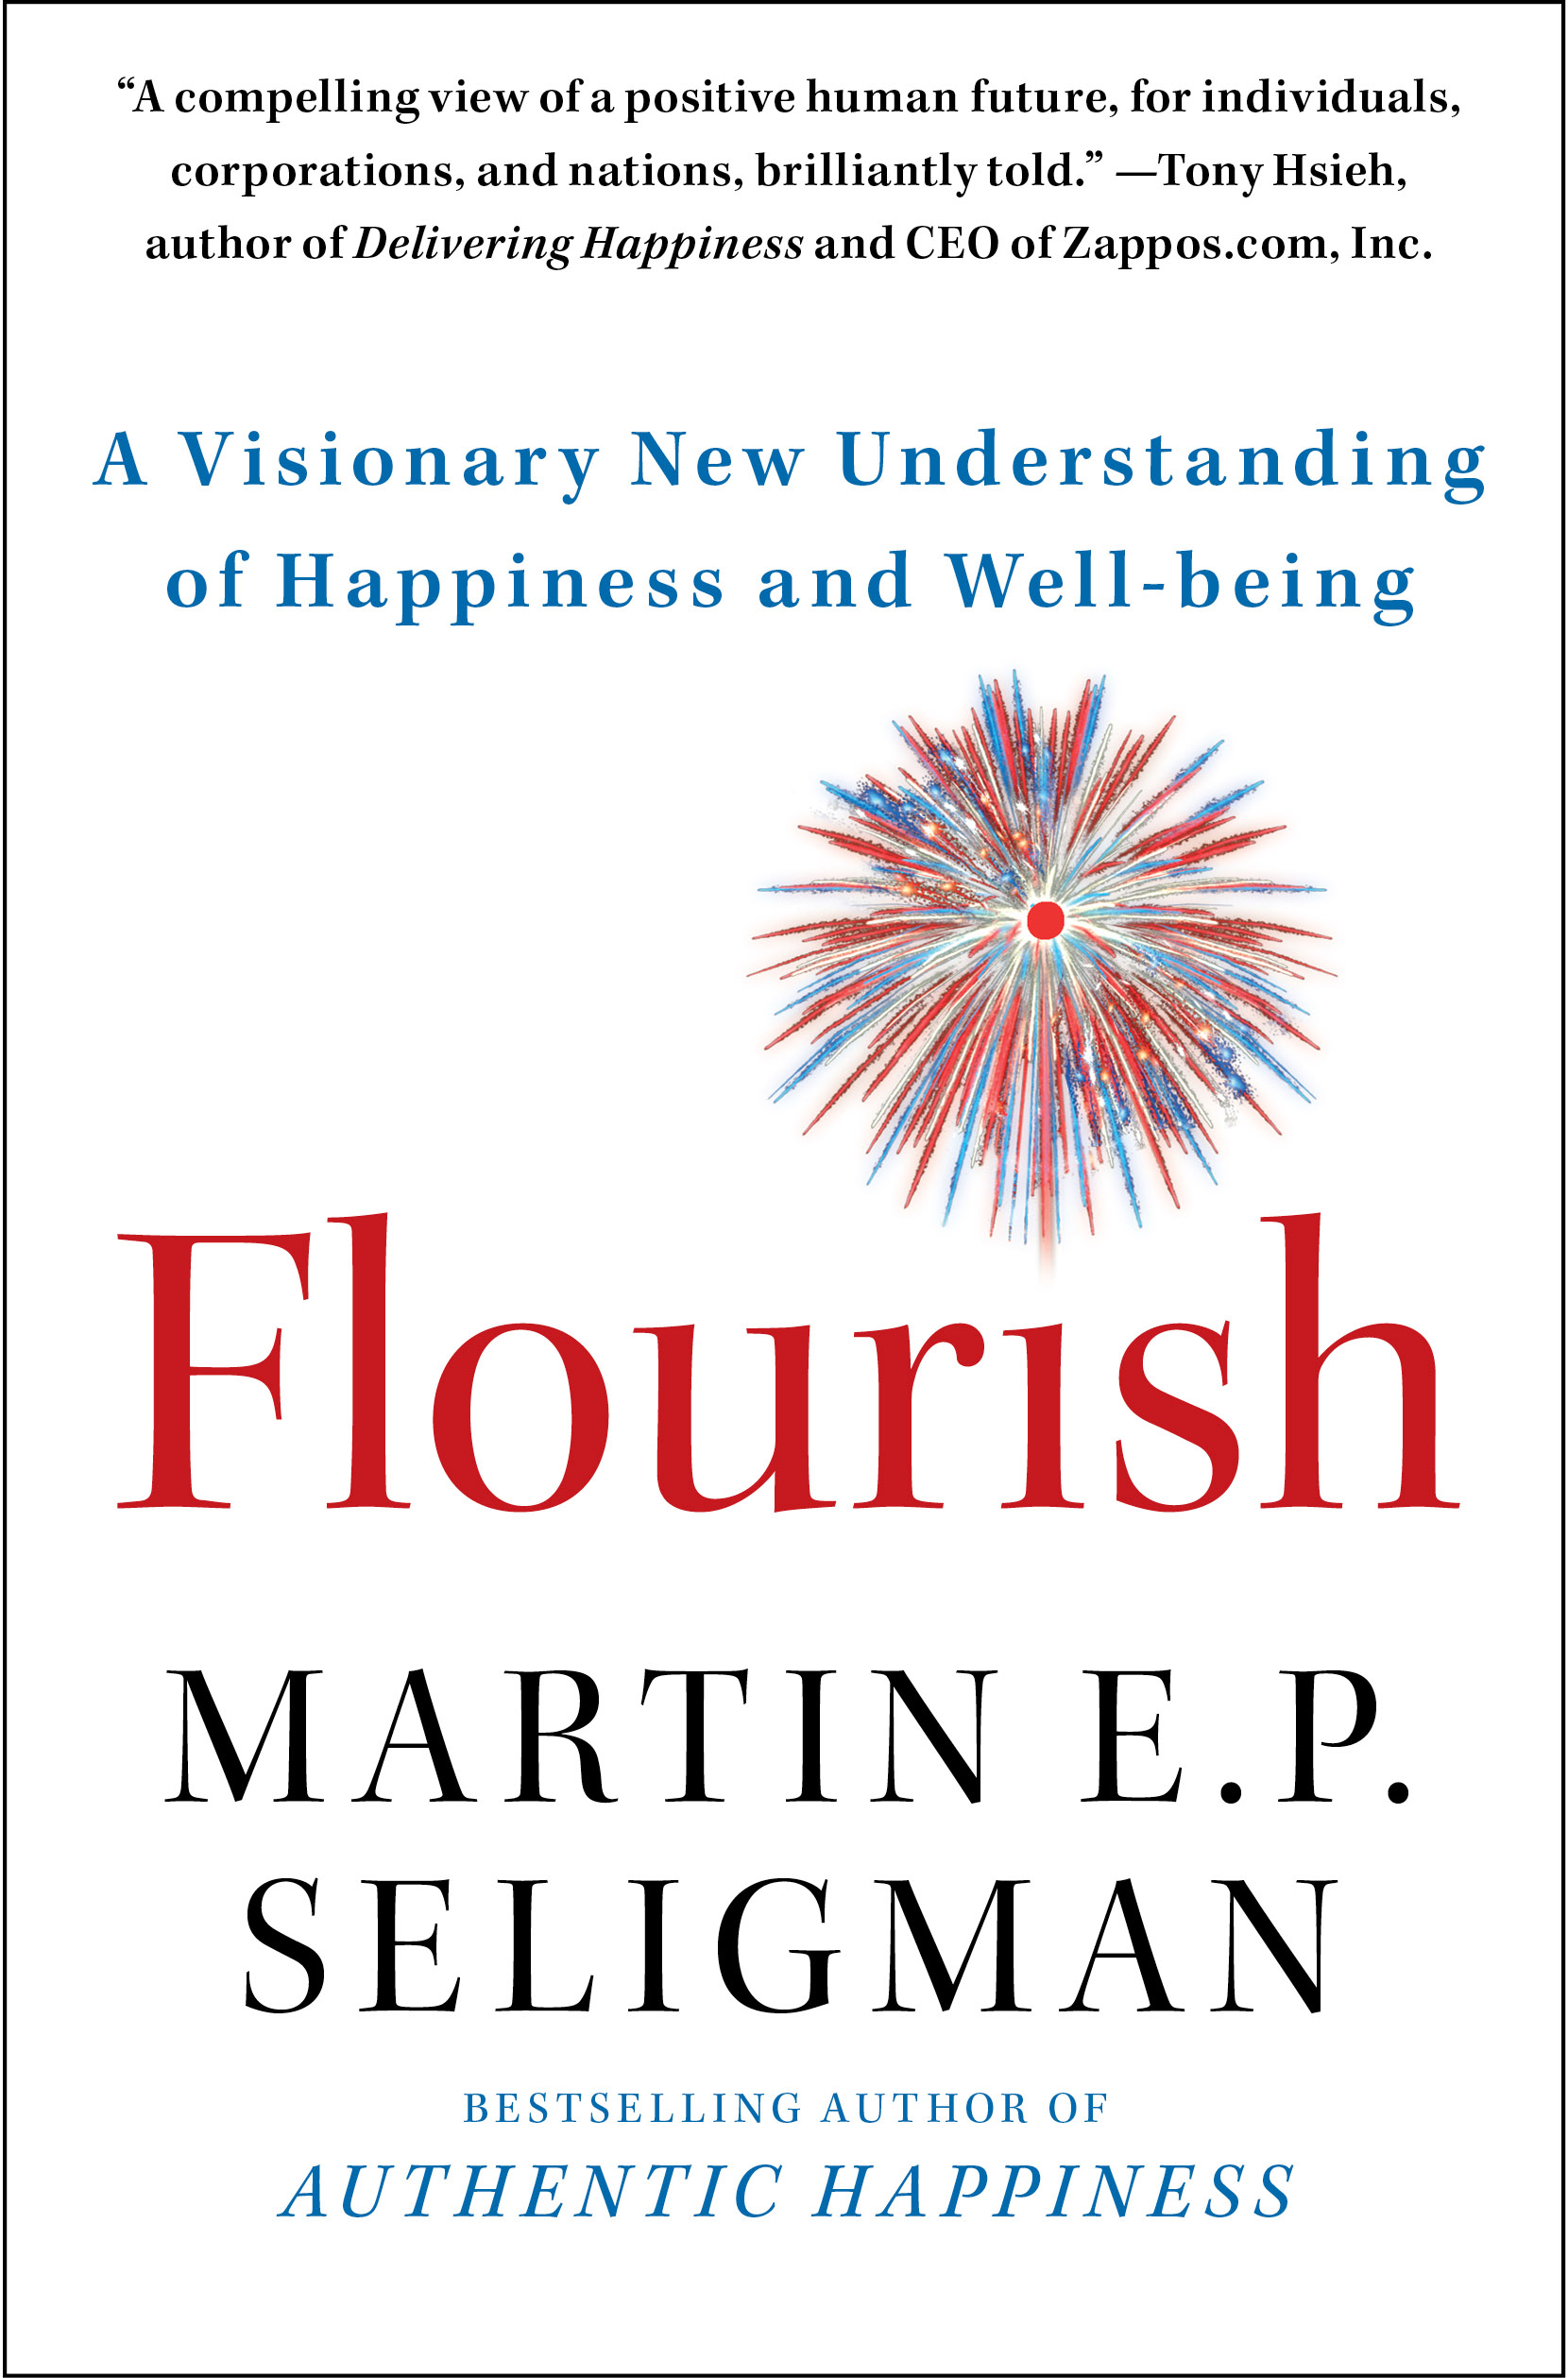 “A compelling view of a positive human future, for individuals,
corporations, and nations, brilliantly told.” —Tony Hsieh,
author of Delivering Happiness and CEO of Zappos.com, Inc.
A Visionary New Understanding
of Happiness and Well-being
Flourish
MARTIN E.P.
SELIGMAN
BESTSELLING AUTHOR OF
AUTHENTIC HAPPINESS